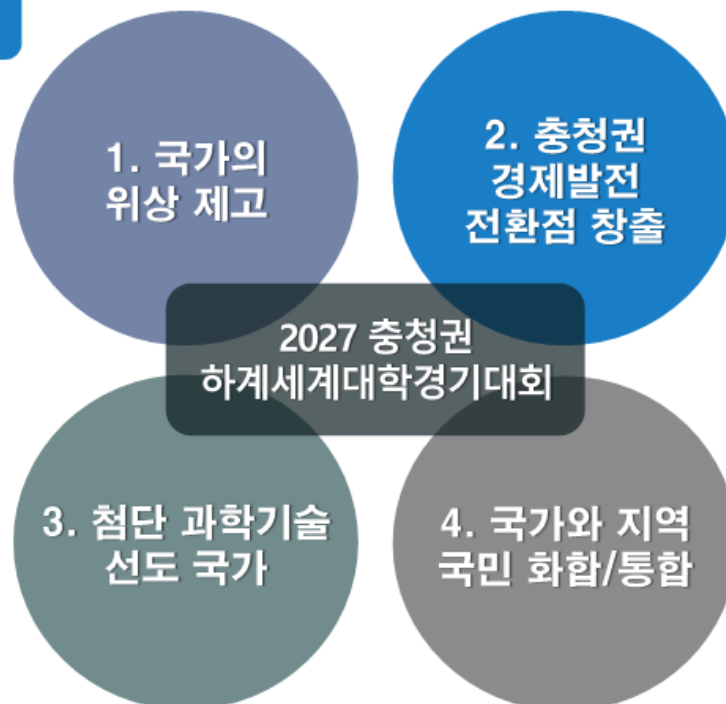 1. 국가의
위상 제고
2. 충청권
경제발전
전환점 창출
2027 충청권
하계세계대학경기대회
3. 첨단 과학기술
선도 국가
4. 국가와 지역
국민 화합/통합